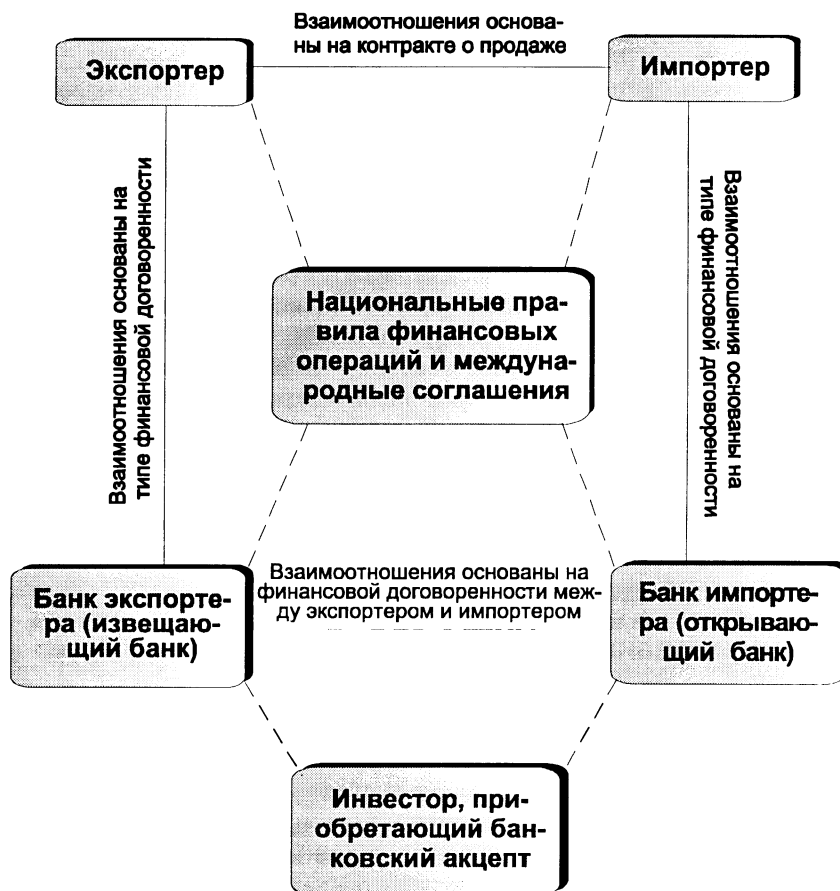 Взаимоотношения основа-
ны на контракте о продаже
Экспортер
Импортер
Взаимоотношения основаны на
типе финансовой договоренности
Взаимоотношения основаны на
типе финансовой договоренности
Национальные пра-
вила финансовых
операций и междуна-
родные соглашения
Взаимоотношения основаны на
финансовой договоренности меж-
ду экспортером и импортером
Банк экспорте-
ра (извещаю-
щий банк)
Банк импорте-
ра (открываю-
щий банк)
Инвестор, при-
обретающий бан-
ковский акцепт